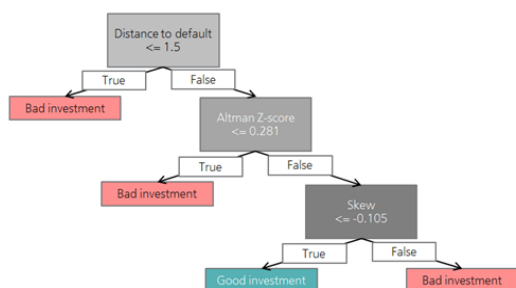 Distance to default
<= 1.5
True
False
Bad investment
Altman Z-score
<= 0.281
True
False
Bad investment
Skew
<= -0.105
True
False
Good investment
Bad investment